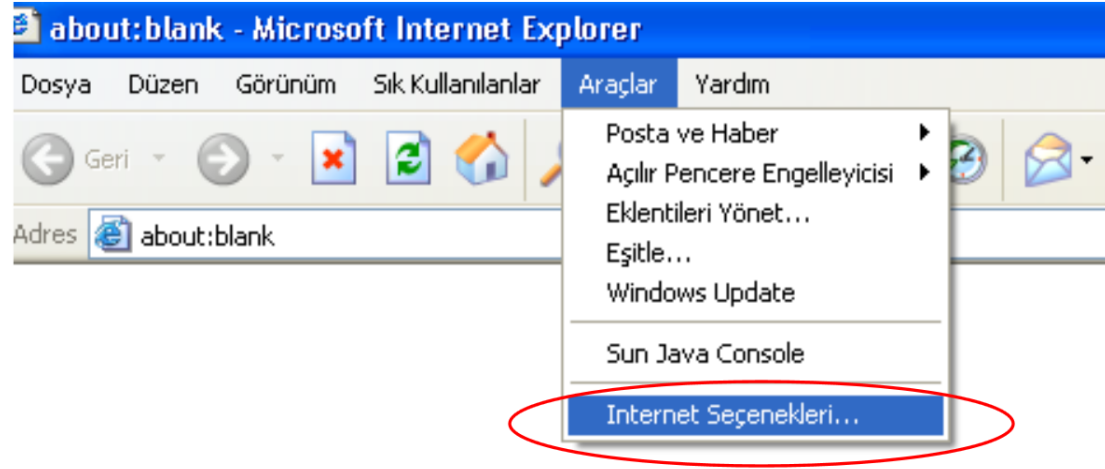 about:blank - Microsoft Internet Explorer
Dosya Düzen Görünüm Sık Kullanılanlar Araçlar Yardım
Geri
Adres about:blank
Posta ve Haber
Açılır Pencere Engelleyicisi
Eklentileri Yönet...
Eşitle...
Windows Update
Sun Java Console
Internet Seçenekleri...